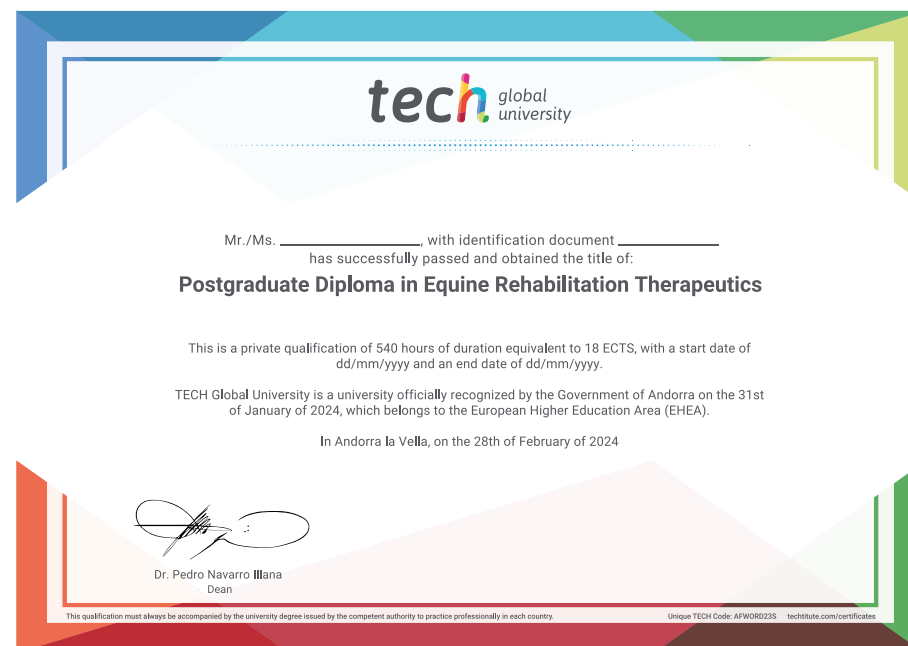 tech global university
Mr./Ms. ____________________, with identification document ______________
has successfully passed and obtained the title of:
Postgraduate Diploma in Equine Rehabilitation Therapeutics
This is a private qualification of 540 hours of duration equivalent to 18 ECTS, with a start date of
dd/mm/yyyy and an end date of dd/mm/yyyy.
TECH Global University is a university officially recognized by the Government of Andorra on the 31st
of January of 2024, which belongs to the European Higher Education Area (EHEA).
In Andorra la Vella, on the 28th of February of 2024
Dr. Pedro Navarro Illana
Dean
This qualification must always be accompanied by the university degree issued by the competent authority to practice professionally in each country.
Unique TECH Code: AFWORD23S techtitute.com/certificates